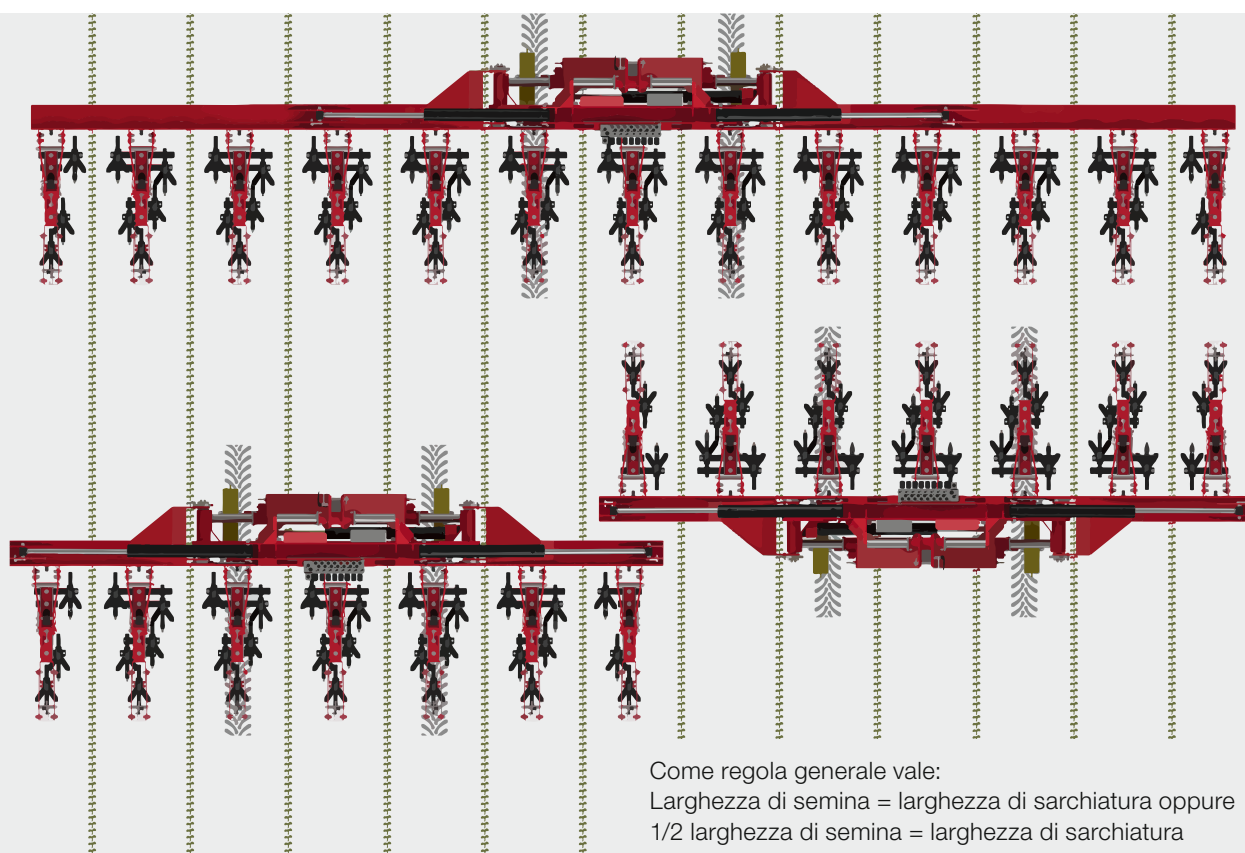 Come regola generale vale:
Larghezza di semina = larghezza di sarchiatura oppure
1/2 larghezza di semina = larghezza di sarchiatura